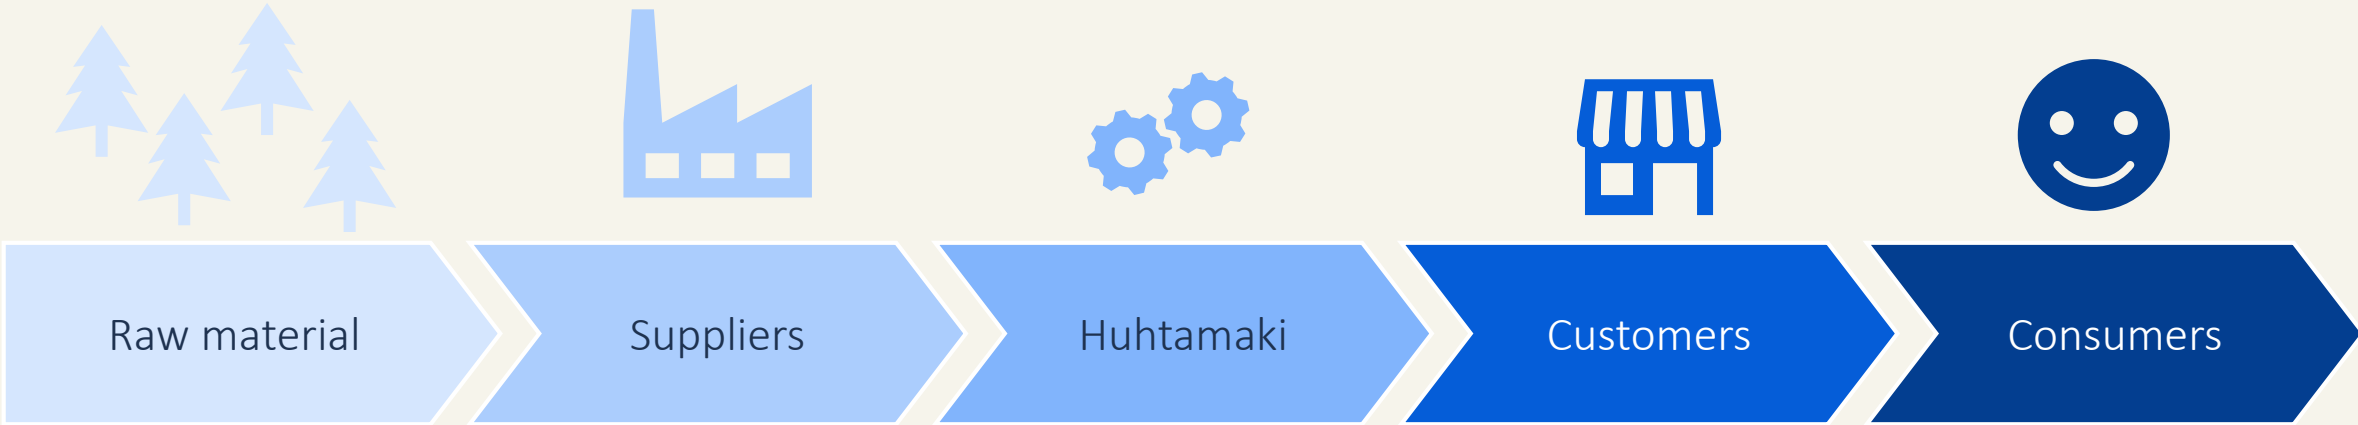 Raw material
Suppliers
Huhtamaki
Customers
Consumers